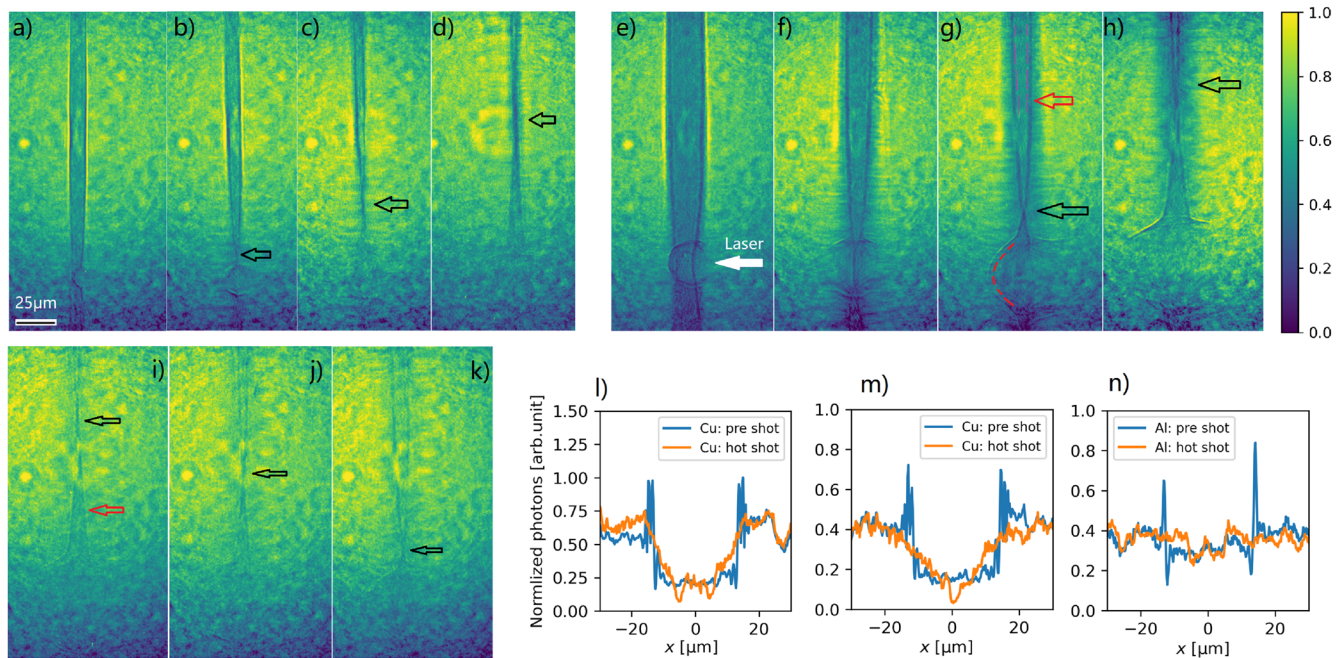 a) b) c) d) e) f) g) h) 1.0
0.8
0.6
Laser
25μm
0.4
0.2
0.0
i) j) k) l) m) n)
Normilized photons [arb.unit]
1.50
1.25
1.00
0.75
0.50
0.25
0.00
Cu: pre shot
Cu: hot shot
−20 0 20
x [μm]
1.0
0.8
0.6
0.4
0.2
0.0
Cu: pre shot
Cu: hot shot
−20 0 20
x [μm]
1.0
0.8
0.6
0.4
0.2
0.0
Al: pre shot
Al: hot shot
−20 0 20
x [μm]